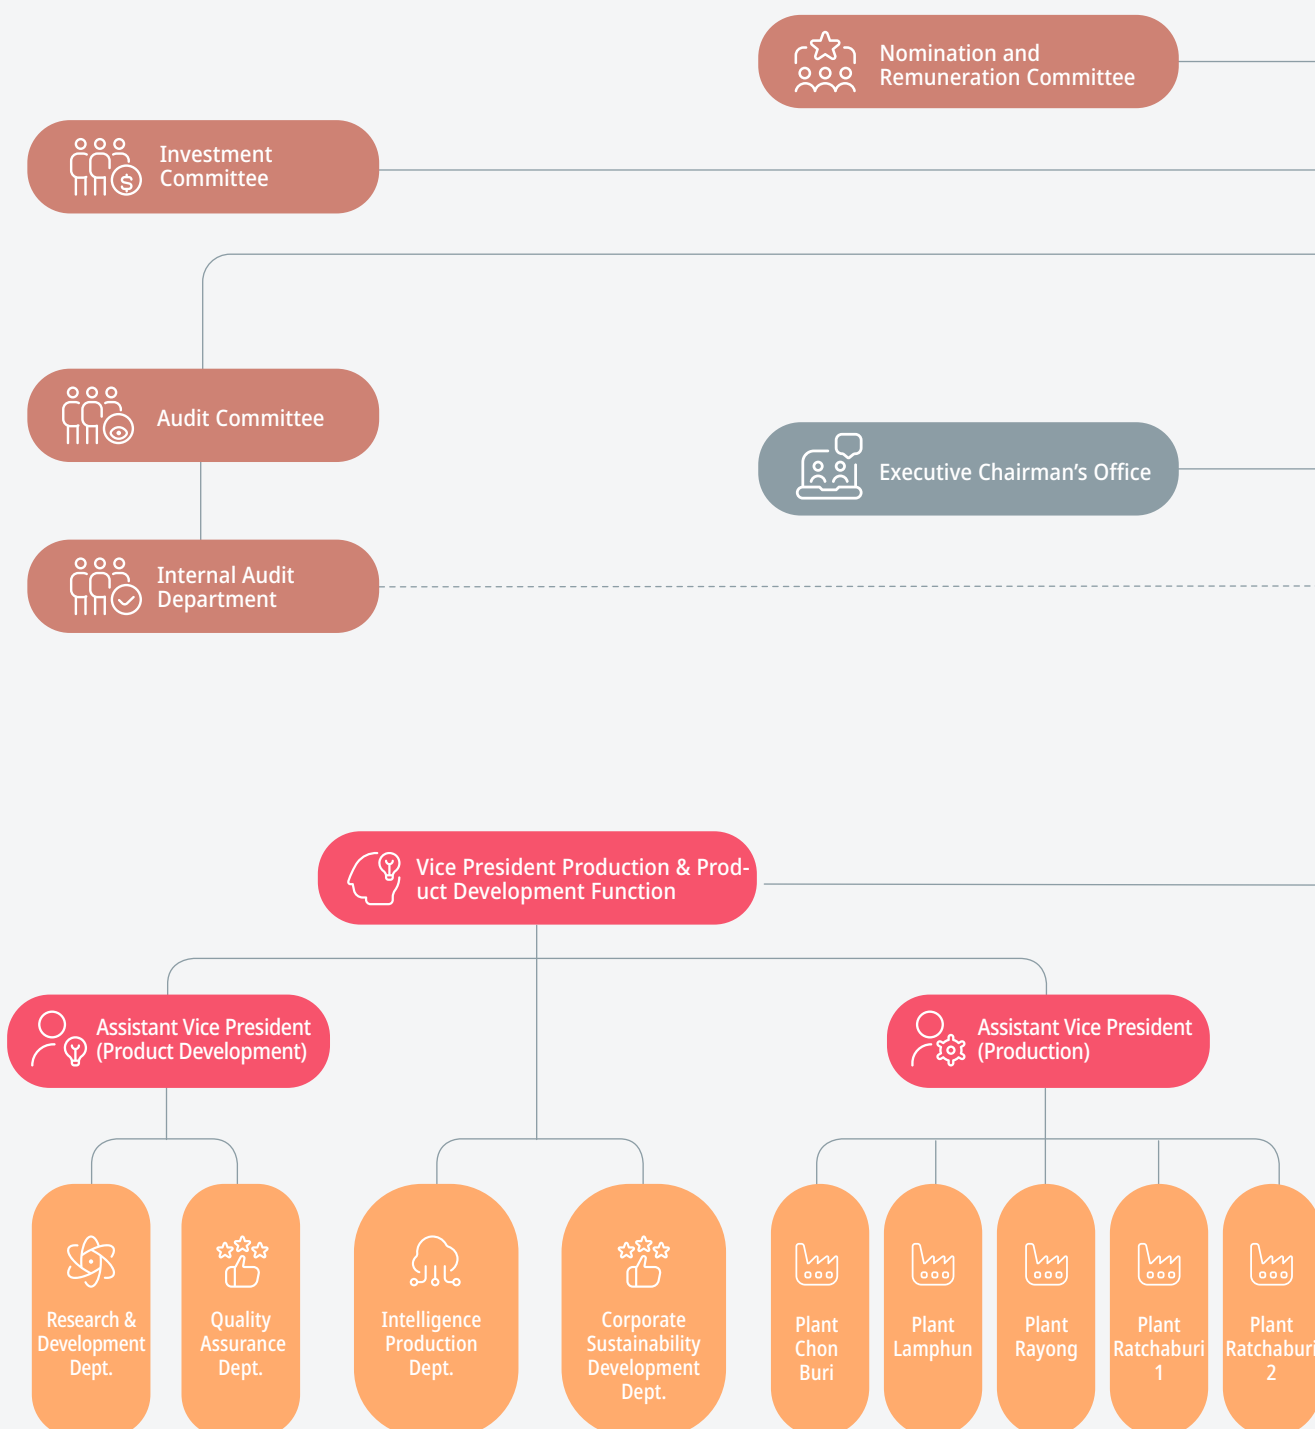 Nomination and
Remuneration Committee
Investment
Committee
Audit Committee
Executive Chairman’s Office
Internal Audit
Department
Vice President Production & Prod-
uct Development Function
Assistant Vice President
(Product Development)
Assistant Vice President
(Production)
Research &
Development
Dept.
Quality
Assurance
Dept.
Intelligence
Production
Dept.
Corporate
Sustainability
Development
Dept.
Plant
Chon
Buri
Plant
Lamphun
Plant
Rayong
Plant
Ratchaburi
1
Plant
Ratchaburi
2